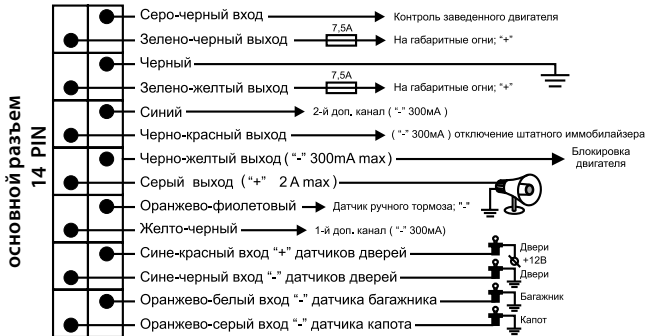 основной разъем
14 PIN
Серо-черный вход
Контроль заведенного двигателя
Зелено-черный выход
7,5А
На габаритные огни; "+"
Черный
Зелено-желтый выход
7,5А
На габаритные огни; "+"
Синий
2-й доп. канал ( "-" 300мА )
Черно-красный выход
( "-" 300мА ) отключение штатного иммобилайзера
Черно-желтый выход ( "-" 300mA max )
Блокировка
двигателя
Серый выход ( "+" 2 A max )
Оранжево-фиолетовый
Датчик ручного тормоза; "-"
Желто-черный
1-й доп. канал ( "-" 300мА)
Сине-красный вход "+" датчиков дверей
Двери
+12В
Сине-черный вход "-" датчиков дверей
Двери
Оранжево-белый вход "-" датчика багажника
Багажник
Оранжево-серый вход "-" датчика капота
Капот